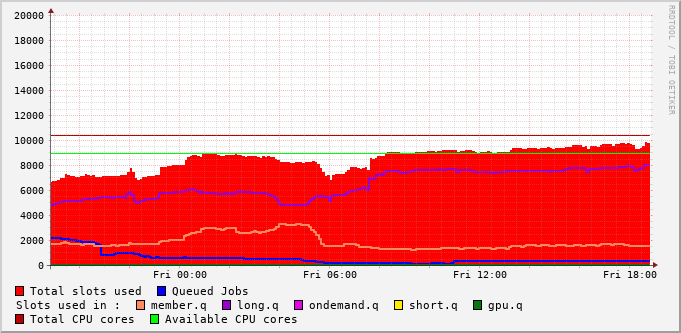 20000
18000
16000
14000
12000
10000
8000
6000
4000
2000
0
Fri 00:00 Fri 06:00 Fri 12:00 Fri 18:00
Total slots used Queued Jobs
Slots used in : member.q long.q ondemand.q short.q gpu.q
Total CPU cores Available CPU cores
RRDTOOL / TOBI OETIKER